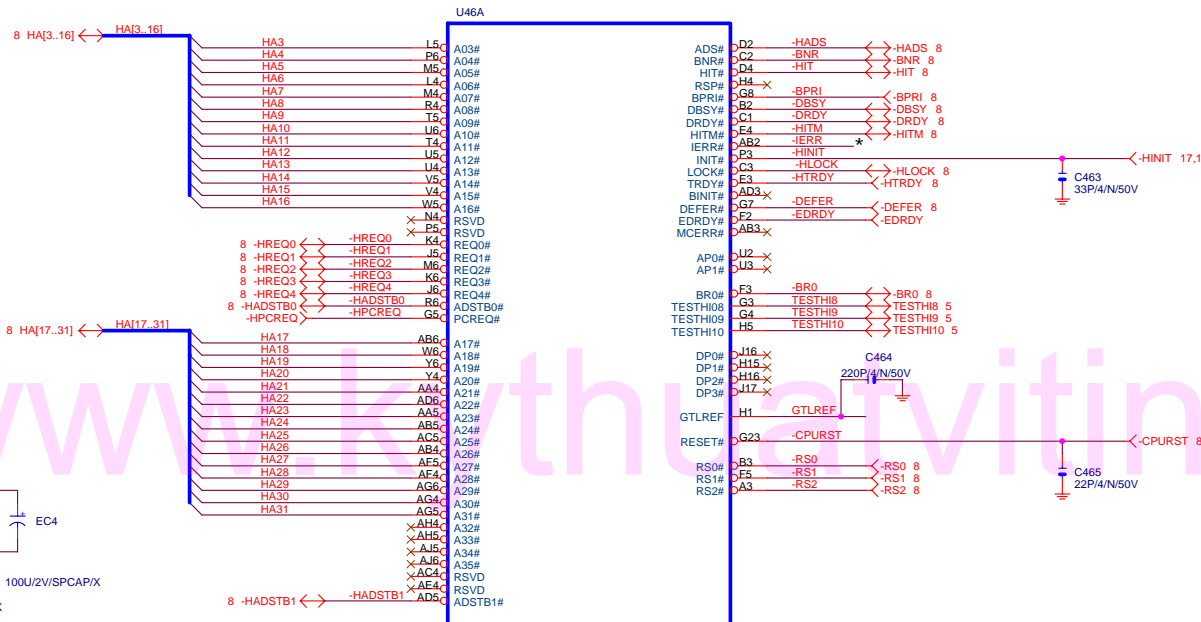 U46A
8 HA[3..16] HA[3..16]
HA3 L5 A03#
HA4 P6 A04#
HA5 M5 A05#
HA6 L4 A06#
HA7 M4 A07#
HA8 R4 A08#
HA9 T5 A09#
HA10 U6 A10#
HA11 T4 A11#
HA12 U5 A12#
HA13 U4 A13#
HA14 V5 A14#
HA15 V4 A15#
HA16 W5 A16#
N4 RSVD
P5 RSVD
8 -HREQ0 -HREQ0 K4 REQ0#
8 -HREQ1 -HREQ1 J5 REQ1#
8 -HREQ2 -HREQ2 M6 REQ2#
8 -HREQ3 -HREQ3 K6 REQ3#
8 -HREQ4 -HREQ4 J6 REQ4#
8 -HADSTB0 -HADSTB0 R6 ADSTB0#
-HPCREQ -HPCREQ G5 PCREQ#
8 HA[17..31] HA[17..31]
HA17 AB6 A17#
HA18 W6 A18#
HA19 Y6 A19#
HA20 Y4 A20#
HA21 AA4 A21#
HA22 AD6 A22#
HA23 AA5 A23#
HA24 AB5 A24#
HA25 AC5 A25#
HA26 AB4 A26#
HA27 AF5 A27#
HA28 AF4 A28#
HA29 AG6 A29#
HA30 AG4 A30#
HA31 AG5 A31#
AH4 A32#
AH5 A33#
AJ5 A34#
AJ6 A35#
AC4 RSVD
AE4 RSVD
8 -HADSTB1 -HADSTB1 AD5 ADSTB1#
ADS# D2 -HADS -HADS 8
BNR# C2 -BNR -BNR 8
HIT# D4 -HIT -HIT 8
RSP# H4
BPRI# G8 -BPRI -BPRI 8
DBSY# B2 -DBSY -DBSY 8
DRDY# C1 -DRDY -DRDY 8
HITM# E4 -HITM -HITM 8
IERR# AB2 -IERR *
INIT# P3 -HINIT -HINIT 17,1
LOCK# C3 -HLOCK -HLOCK 8
TRDY# E3 -HTRDY -HTRDY 8
BINIT# AD3
DEFER# G7 -DEFER -DEFER 8
EDRDY# F2 -EDRDY -EDRDY
MCERR# AB3
C463
33P/4/N/50V
AP0# U2
AP1# U3
BR0# F3 -BR0 -BR0 8
TESTHI08 G3 TESTHI8 TESTHI8 5
TESTHI09 G4 TESTHI9 TESTHI9 5
TESTHI10 H5 TESTHI10 TESTHI10 5
DP0# J16
DP1# H15
DP2# H16
DP3# J17
C464
220P/4/N/50V
GTLREF H1 GTLREF
RESET# G23 -CPURST -CPURST 8
RS0# B3 -RS0 -RS0 8
RS1# F5 -RS1 -RS1 8
RS2# A3 -RS2 -RS2 8
C465
22P/4/N/50V
EC4
100U/2V/SPCAP/X
ww.kythuatvitin